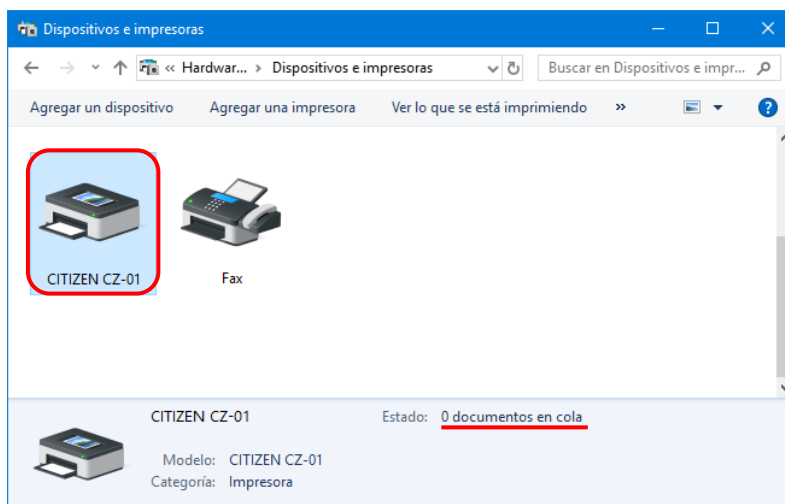 Dispositivos e impresoras
« Hardwar... > Dispositivos e impresoras
Buscar en Dispositivos e impr...
Agregar un dispositivo Agregar una impresora Ver lo que se está imprimiendo »
CITIZEN CZ-01 Fax
CITIZEN CZ-01 Estado: 0 documentos en cola
Modelo: CITIZEN CZ-01
Categoría: Impresora